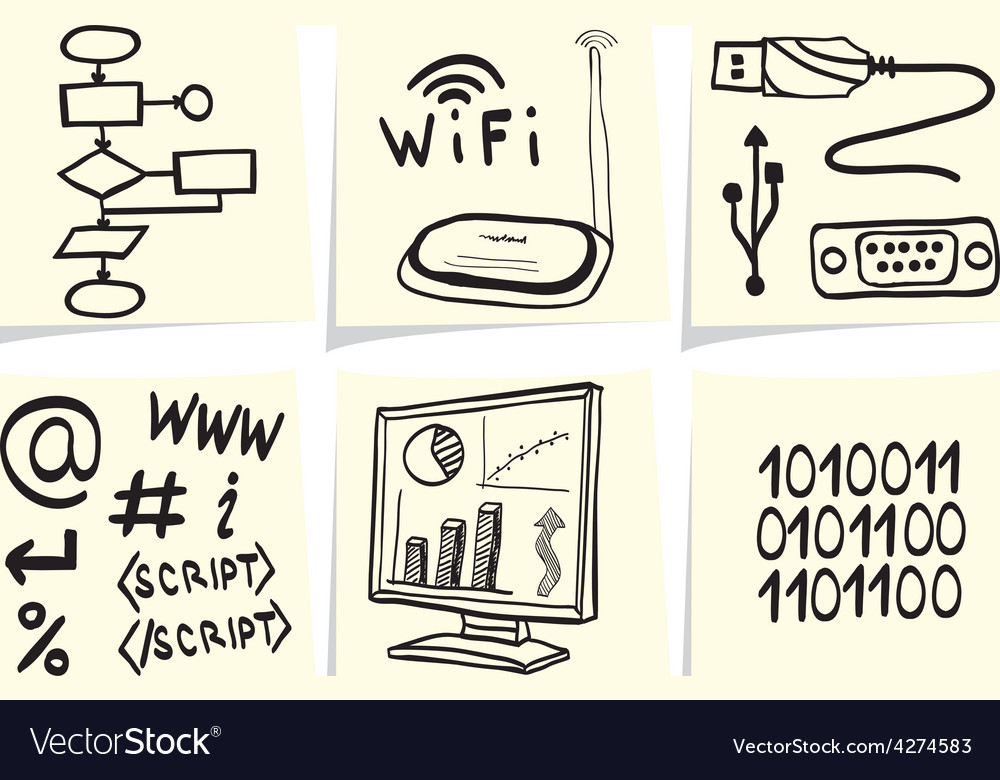 WiFi
@
WWW
#
i
%
<SCRIPT>
</SCRIPT>
1010011
0101100
1101100
VectorStock®
VectorStock.com/4274583